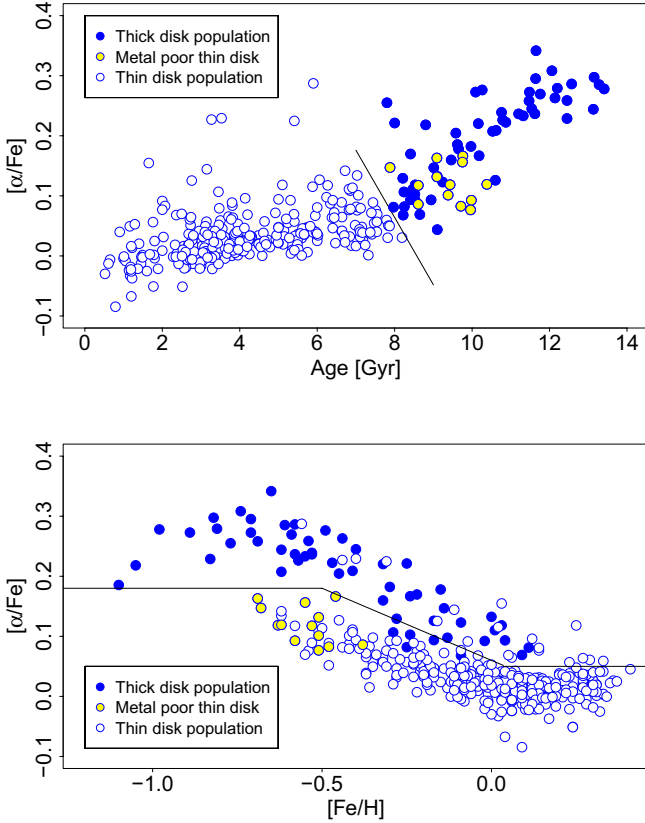 0.4
0.3
0.2
0.1
0.0
−0.1
[α/Fe]
Thick disk population
Metal poor thin disk
Thin disk population
0 2 4 6 8 10 12 14
Age [Gyr]
0.4
0.3
0.2
0.1
0.0
−0.1
[α/Fe]
Thick disk population
Metal poor thin disk
Thin disk population
−1.0 −0.5 0.0
[Fe/H]